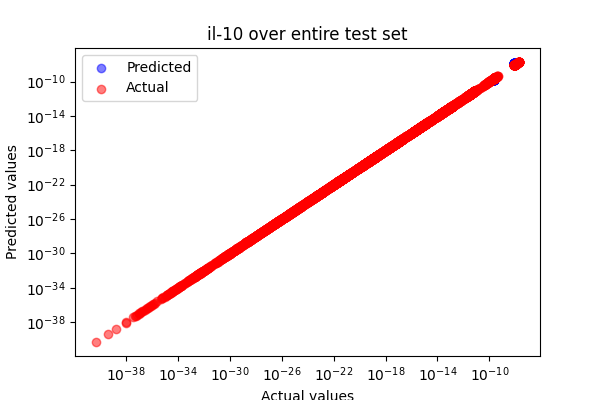 il-10 over entire test set
Predicted
Actual
Predicted values
10⁻¹⁰
10⁻¹⁴
10⁻¹⁸
10⁻²²
10⁻²⁶
10⁻³⁰
10⁻³⁴
10⁻³⁸
10⁻³⁸ 10⁻³⁴ 10⁻³⁰ 10⁻²⁶ 10⁻²² 10⁻¹⁸ 10⁻¹⁴ 10⁻¹⁰
Actual values